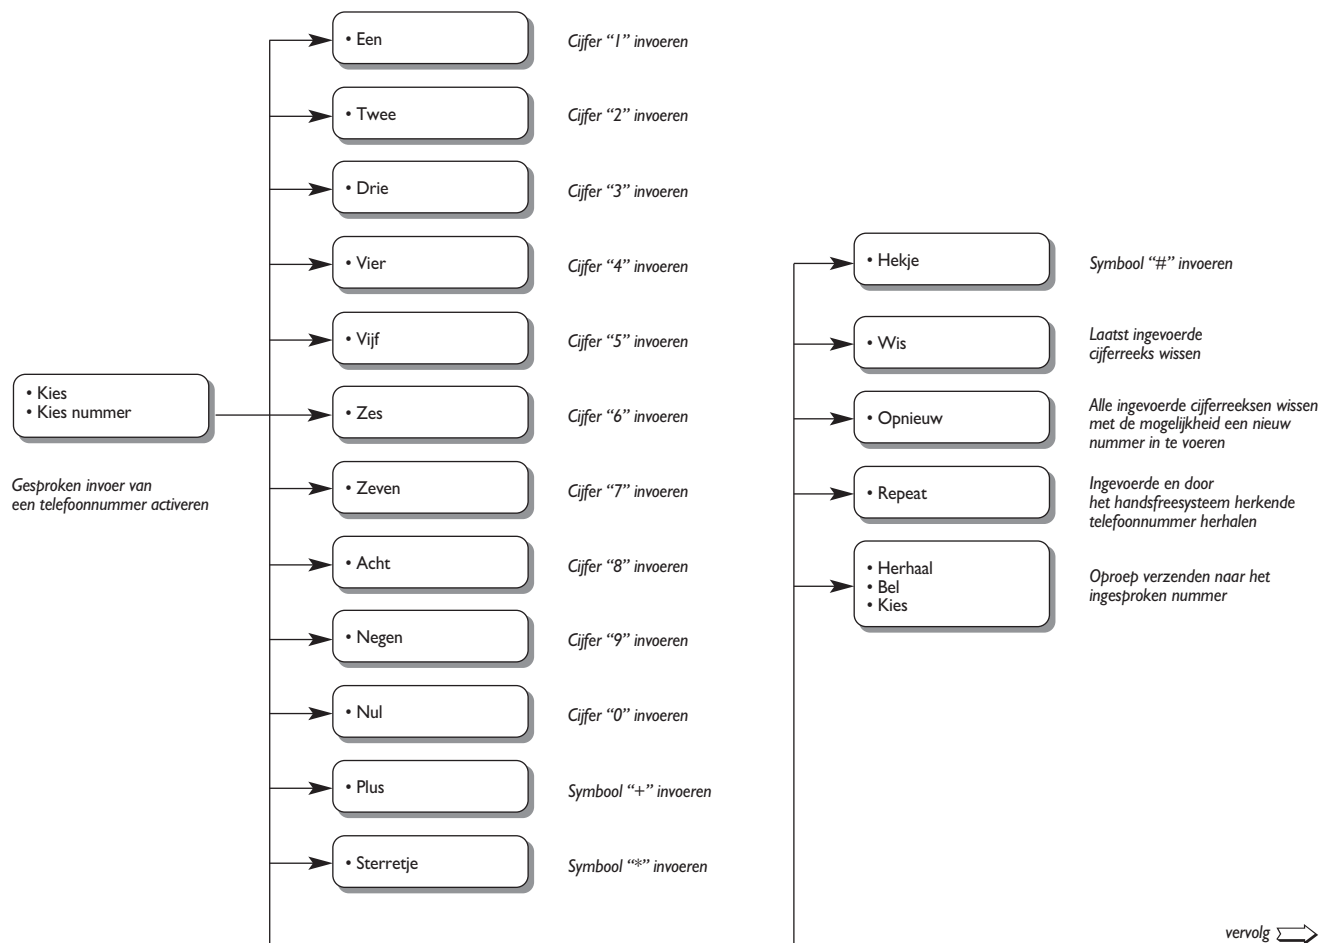 • Kies
• Kies nummer
Gesproken invoer van
een telefoonnummer activeren
• Een
Cijfer “1” invoeren
• Twee
Cijfer “2” invoeren
• Drie
Cijfer “3” invoeren
• Vier
Cijfer “4” invoeren
• Vijf
Cijfer “5” invoeren
• Zes
Cijfer “6” invoeren
• Zeven
Cijfer “7” invoeren
• Acht
Cijfer “8” invoeren
• Negen
Cijfer “9” invoeren
• Nul
Cijfer “0” invoeren
• Plus
Symbool “+” invoeren
• Sterretje
Symbool “*” invoeren
• Hekje
Symbool “#” invoeren
• Wis
Laatst ingevoerde
cijferreeks wissen
• Opnieuw
Alle ingevoerde cijferreeksen wissen
met de mogelijkheid een nieuw
nummer in te voeren
• Repeat
Ingevoerde en door
het handsfreesysteem herkende
telefoonnummer herhalen
• Herhaal
• Bel
• Kies
Oproep verzenden naar het
ingesproken nummer
vervolg